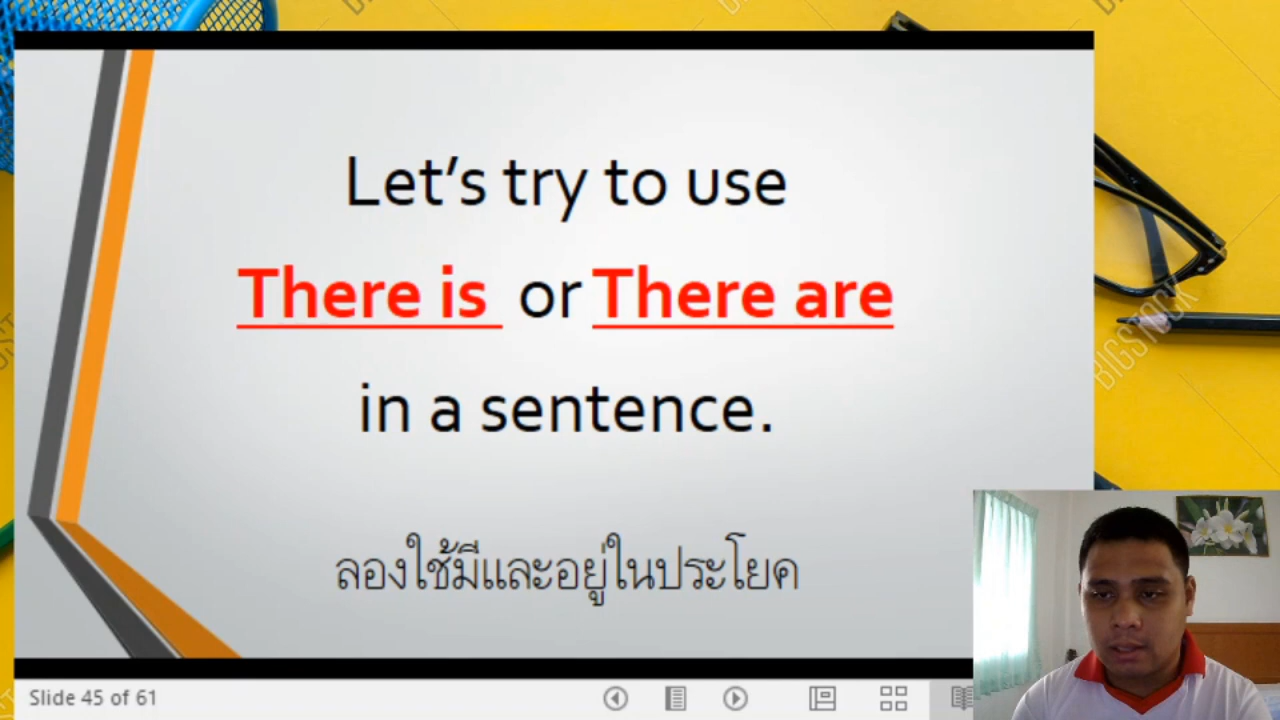 Let's try to use
There is or There are
in a sentence.
ลองใช้มีและอยู่ในประโยค
Slide 45 of 61
BIGSTOCK